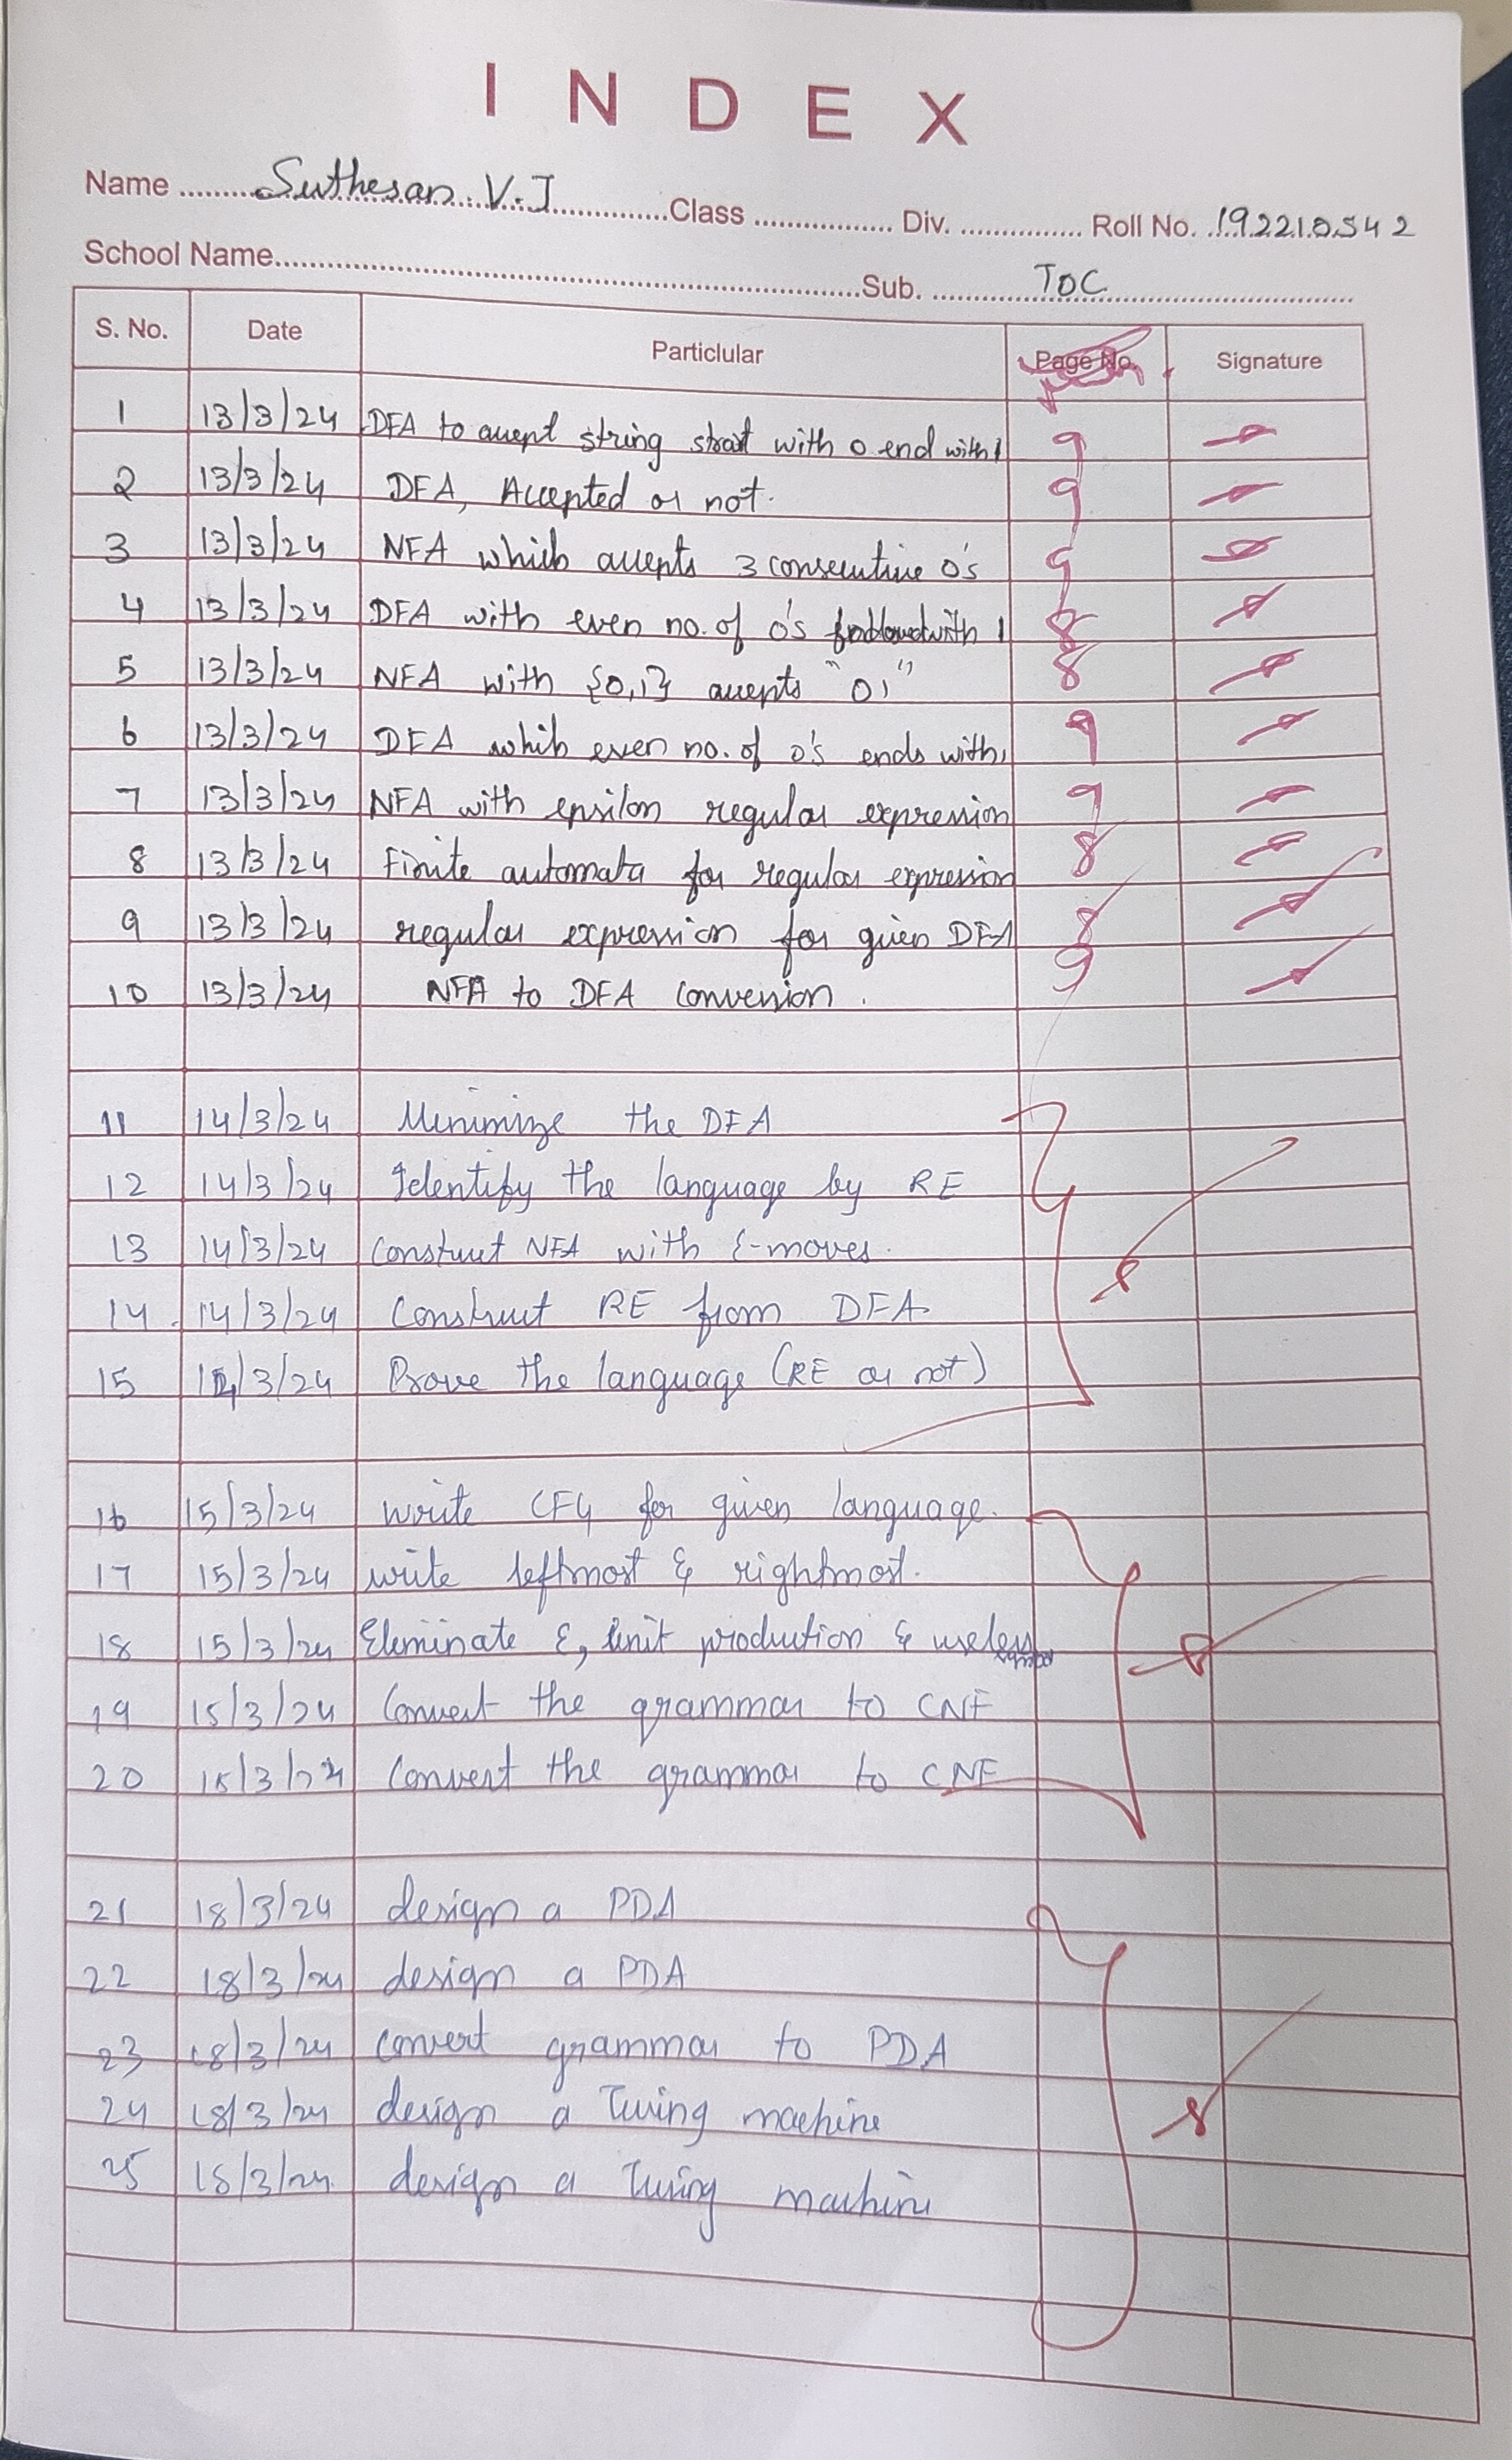 INDEX
Name Suthesan. V. J Class Div. Roll No. 192210542
School Name Sub. TOC
S. No. Date Particlular Page No. Signature
1 13/3/24 DFA to accept string start with 0 end with 1 9
2 13/3/24 DFA, Accepted or not. 9
3 13/3/24 NFA which accepts 3 consecutive 0's 9
4 13/3/24 DFA with even no. of 0's with 1 8
5 13/3/24 NFA with {0,1} accepts "01" 8
6 13/3/24 DFA which even no. of 0's ends with 9
7 13/3/24 NFA with epsilon regular expression 9
8 13/3/24 Finite automata for regular expression 8
9 13/3/24 regular expression for given DFA 8
10 13/3/24 NFA to DFA conversion. 9
11 14/3/24 Minimize the DFA
12 14/3/24 Identify the language by RE
13 14/3/24 Construct NFA with ε-moves.
14. 14/3/24 Construct RE from DFA.
15 14/3/24 Prove the language (RE or not)
16 15/3/24 write CFG for given language.
17 15/3/24 write leftmost & rightmost.
18 15/3/24 Eliminate ε, unit production & useless symbol
19 15/3/24 Convert the grammar to CNF
20 15/3/24 Convert the grammar to CNF
21 18/3/24 design a PDA
22 18/3/24 design a PDA
23 18/3/24 convert grammar to PDA
24 18/3/24 design a Turing machine
25 18/3/24 design a Turing machine